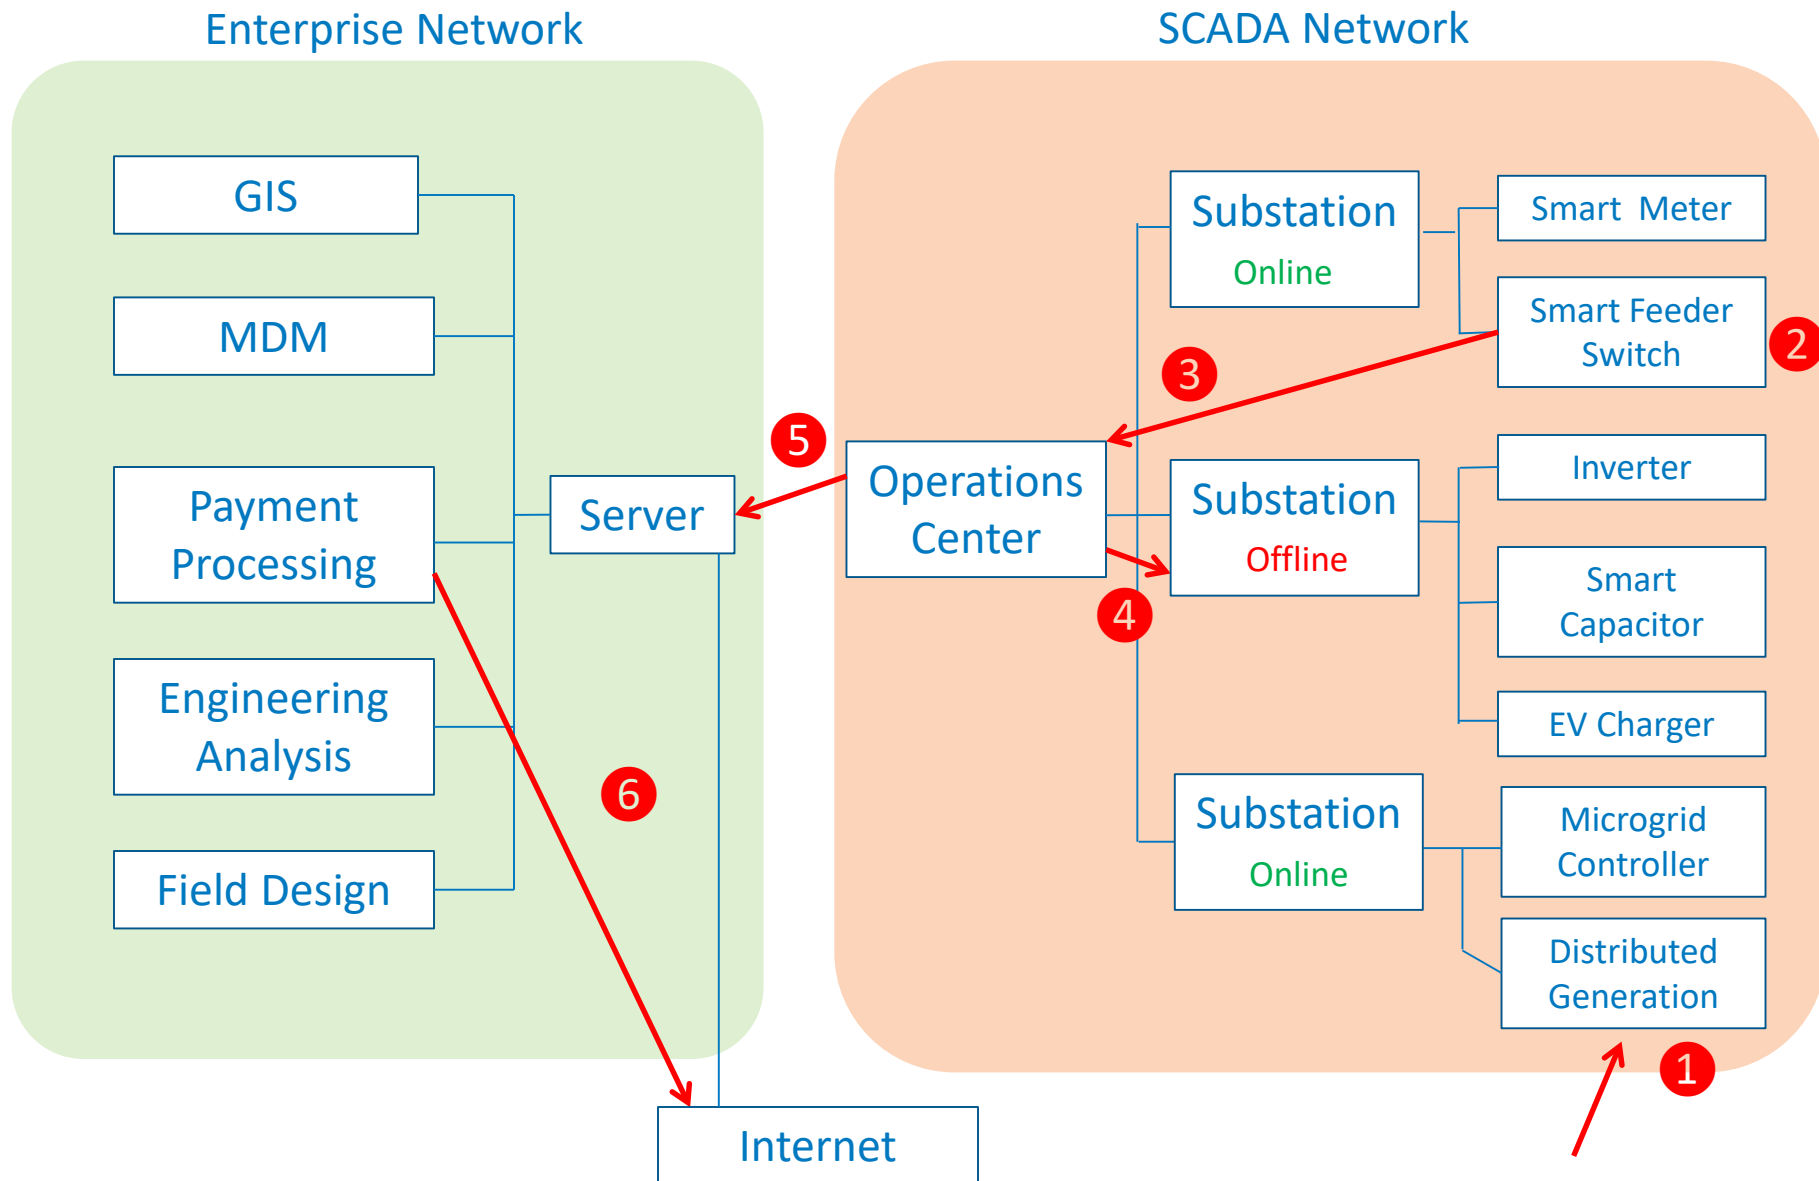 Enterprise Network
GIS
MDM
Payment
Processing
Engineering
Analysis
Field Design
Server
5
6
Internet
SCADA Network
Operations
Center
3
4
Substation
Online
Substation
Offline
Substation
Online
Smart  Meter
Smart Feeder
Switch
2
Inverter
Smart
Capacitor
EV Charger
Microgrid
Controller
Distributed
Generation
1